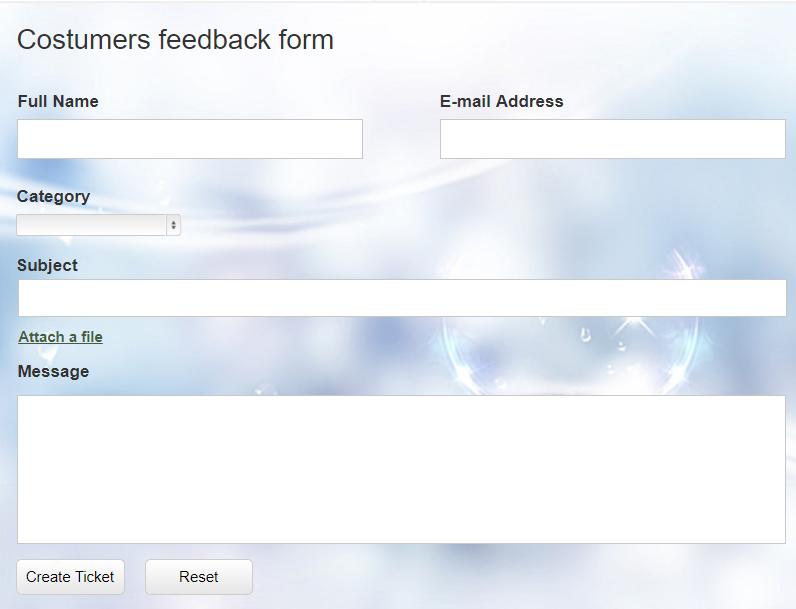 Costumers feedback form
Full Name
E-mail Address
Category
Subject
Attach a file
Message
Create Ticket
Reset